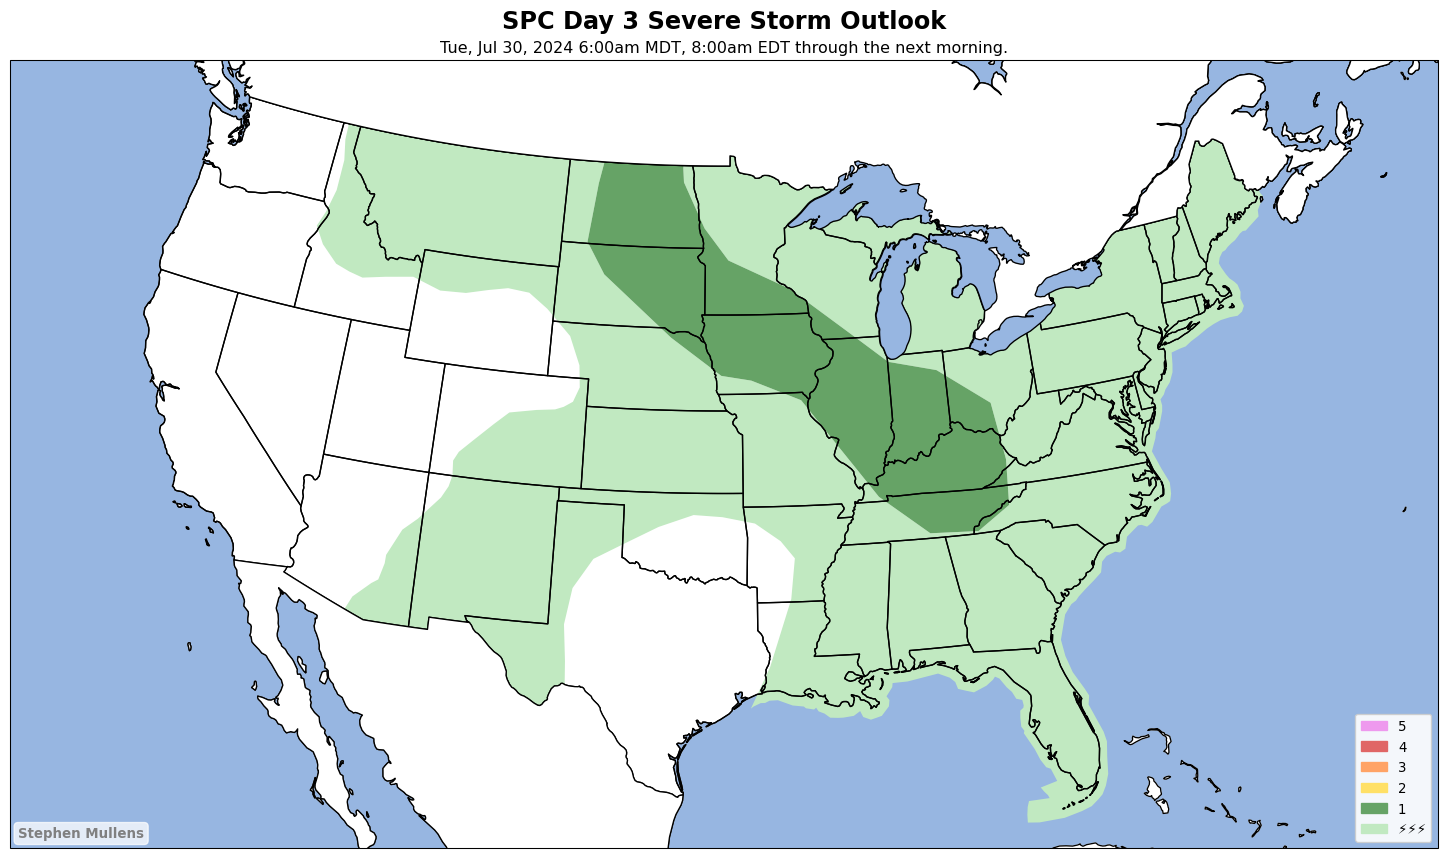 SPC Day 3 Severe Storm Outlook
Tue, Jul 30, 2024 6:00am MDT, 8:00am EDT through the next morning.
5
4
3
2
1
⚡⚡⚡
Stephen Mullens